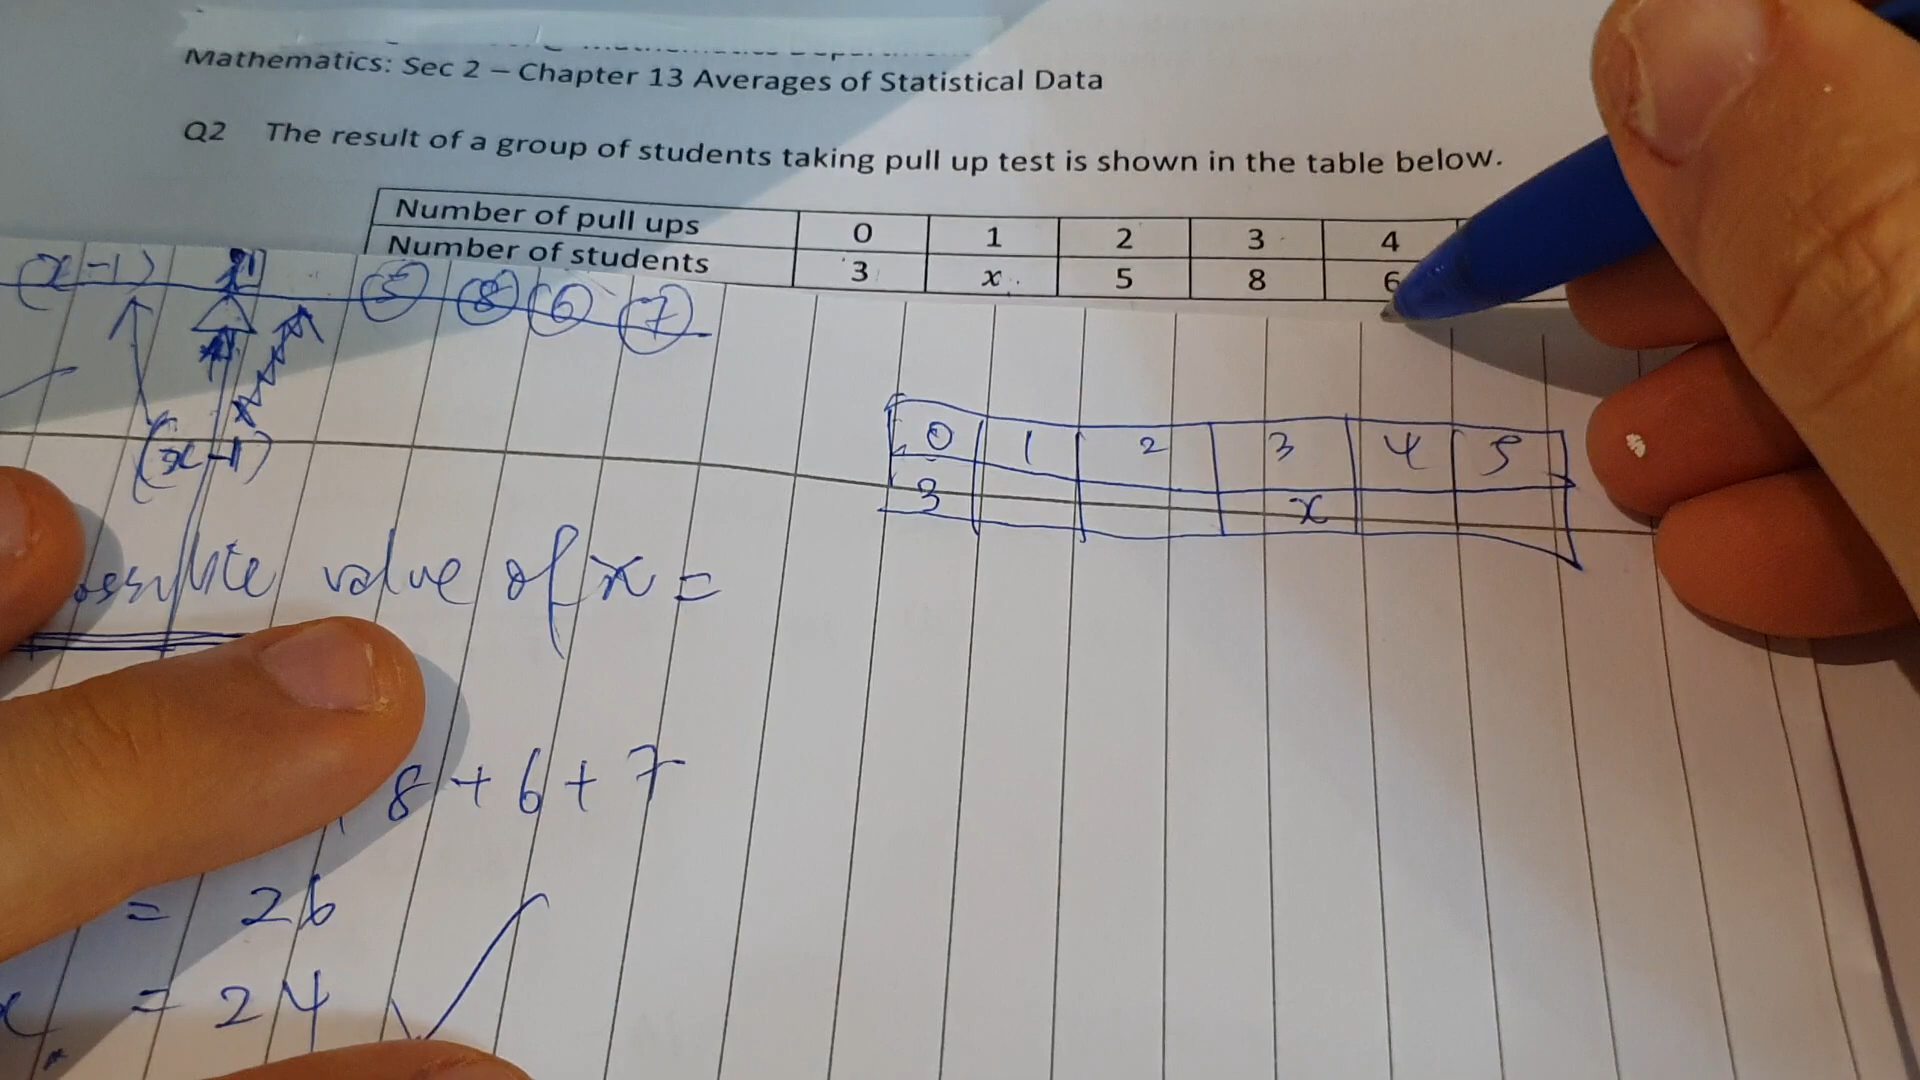 Mathematics: Sec 2 – Chapter 13 Averages of Statistical Data
Q2 The result of a group of students taking pull up test is shown in the table below.
Number of pull ups 0 1 2 3 4
Number of students 3 x 5 8 6
(x-1) 5 8 6 7
(x-1)
0 1 2 3 4 5
3 x
value of x =
8 + 6 + 7
= 26
x = 24